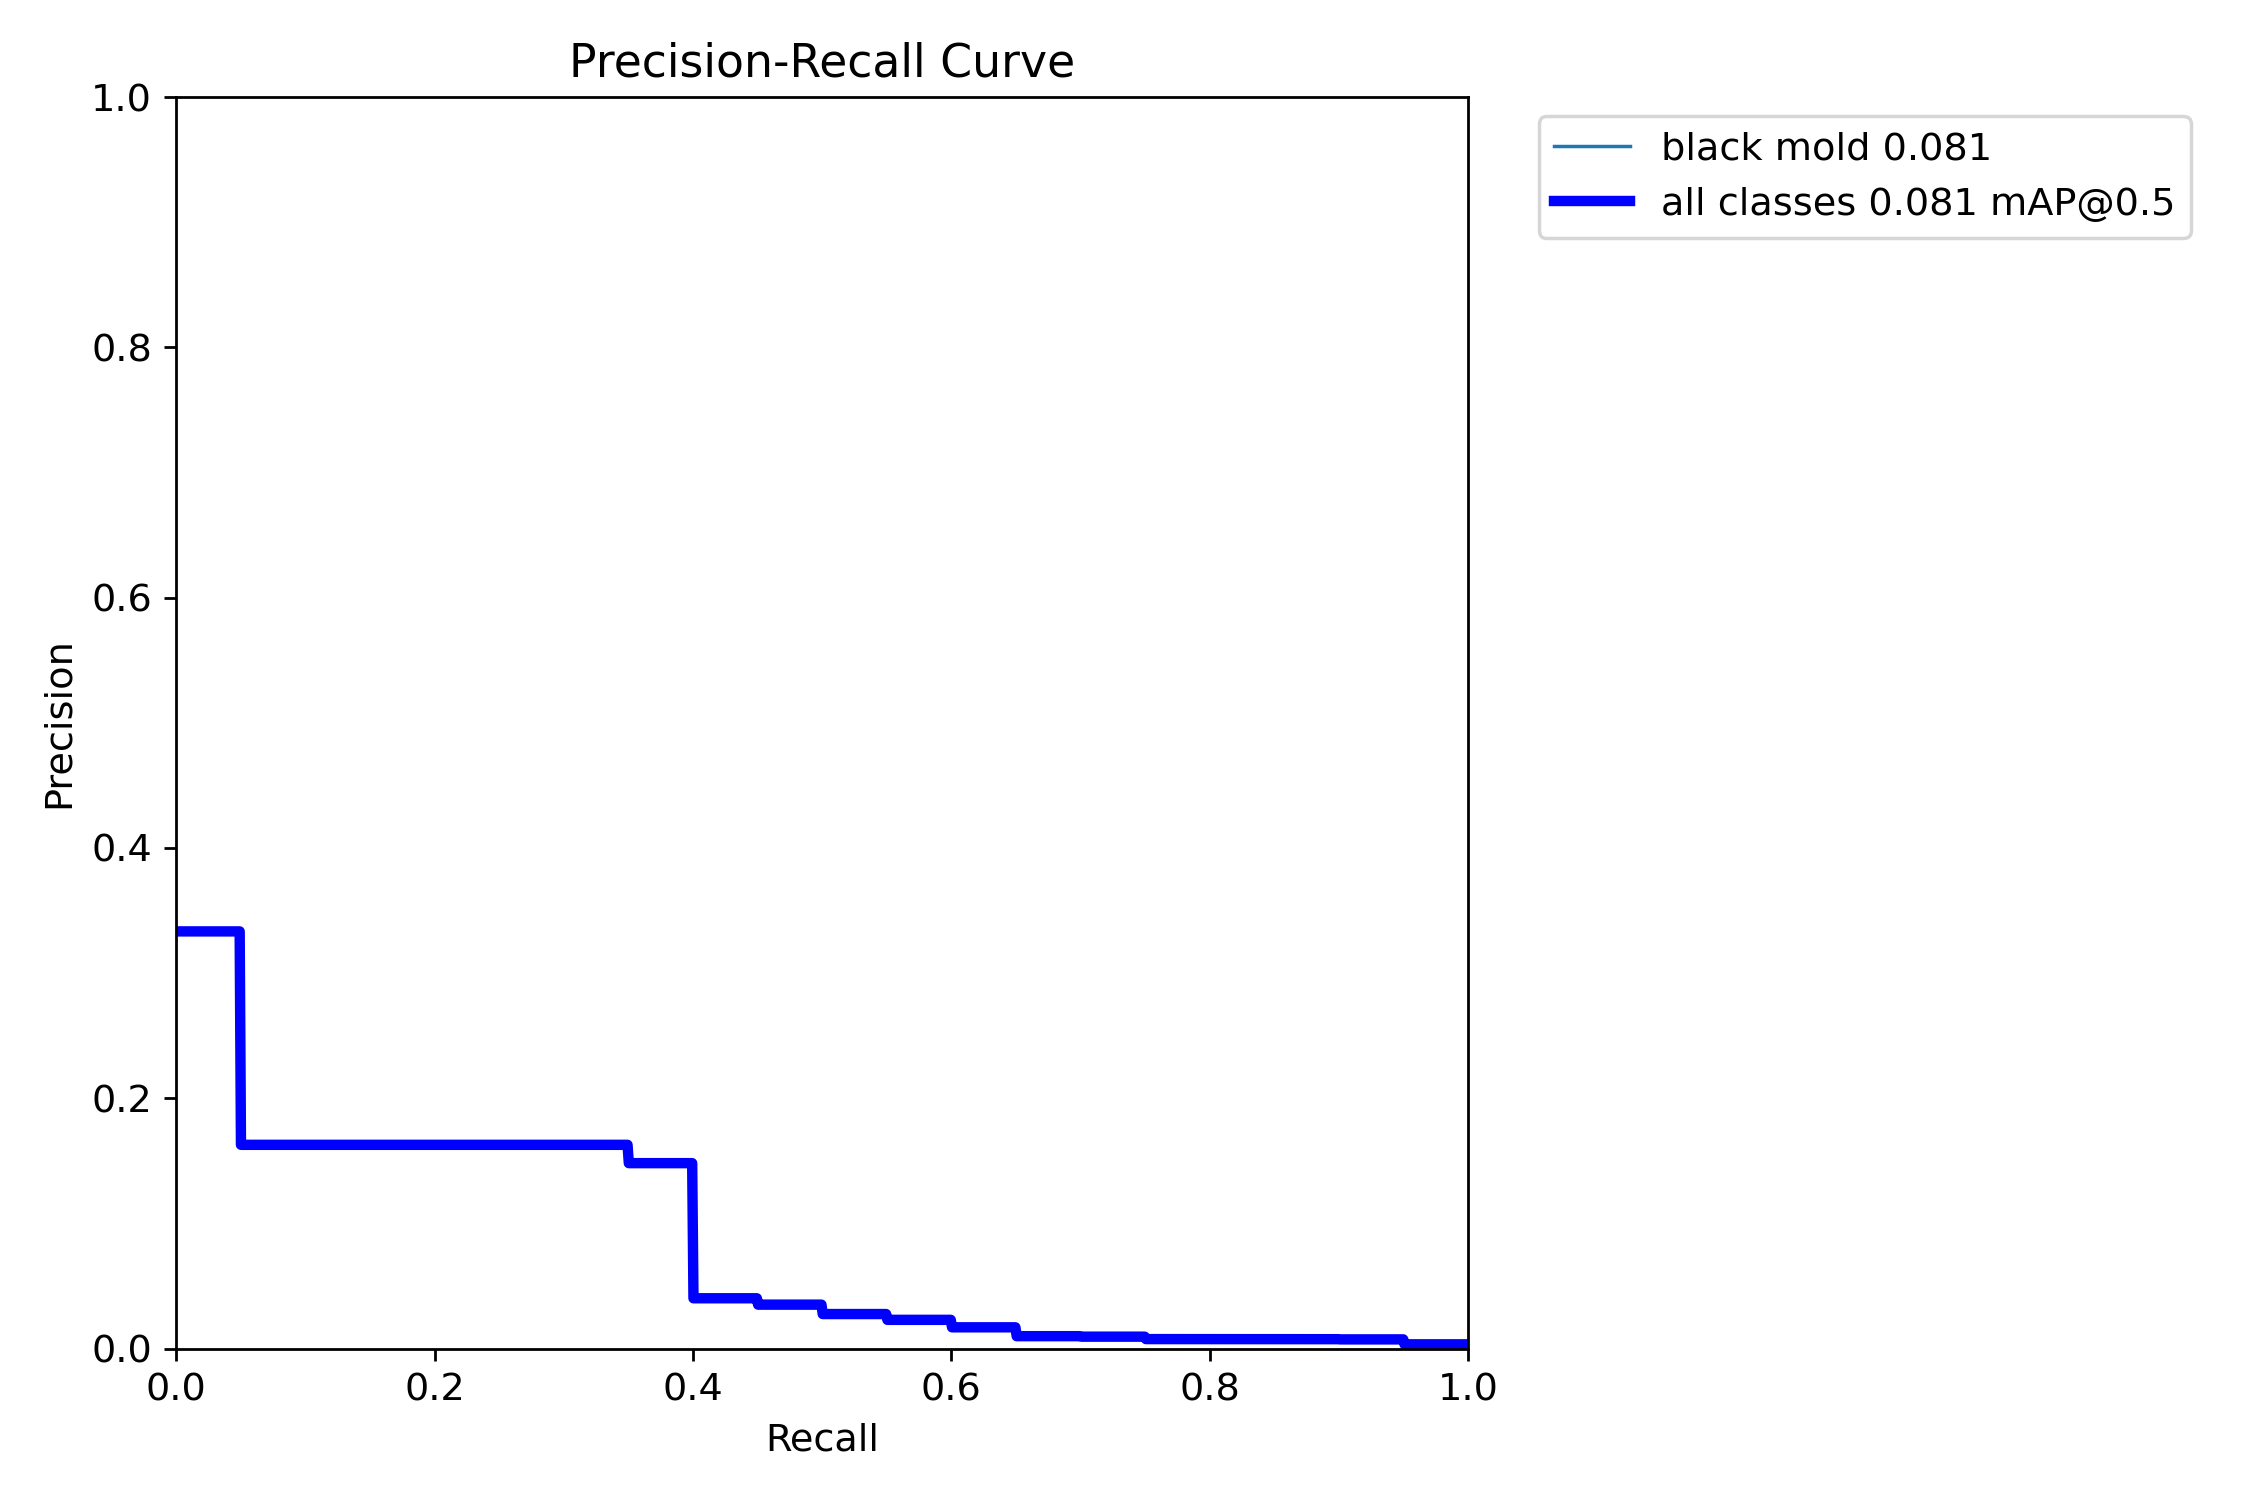 Precision-Recall Curve
1.0
0.8
0.6
0.4
0.2
0.0
Precision
0.0 0.2 0.4 0.6 0.8 1.0
Recall
black mold 0.081
all classes 0.081 mAP@0.5